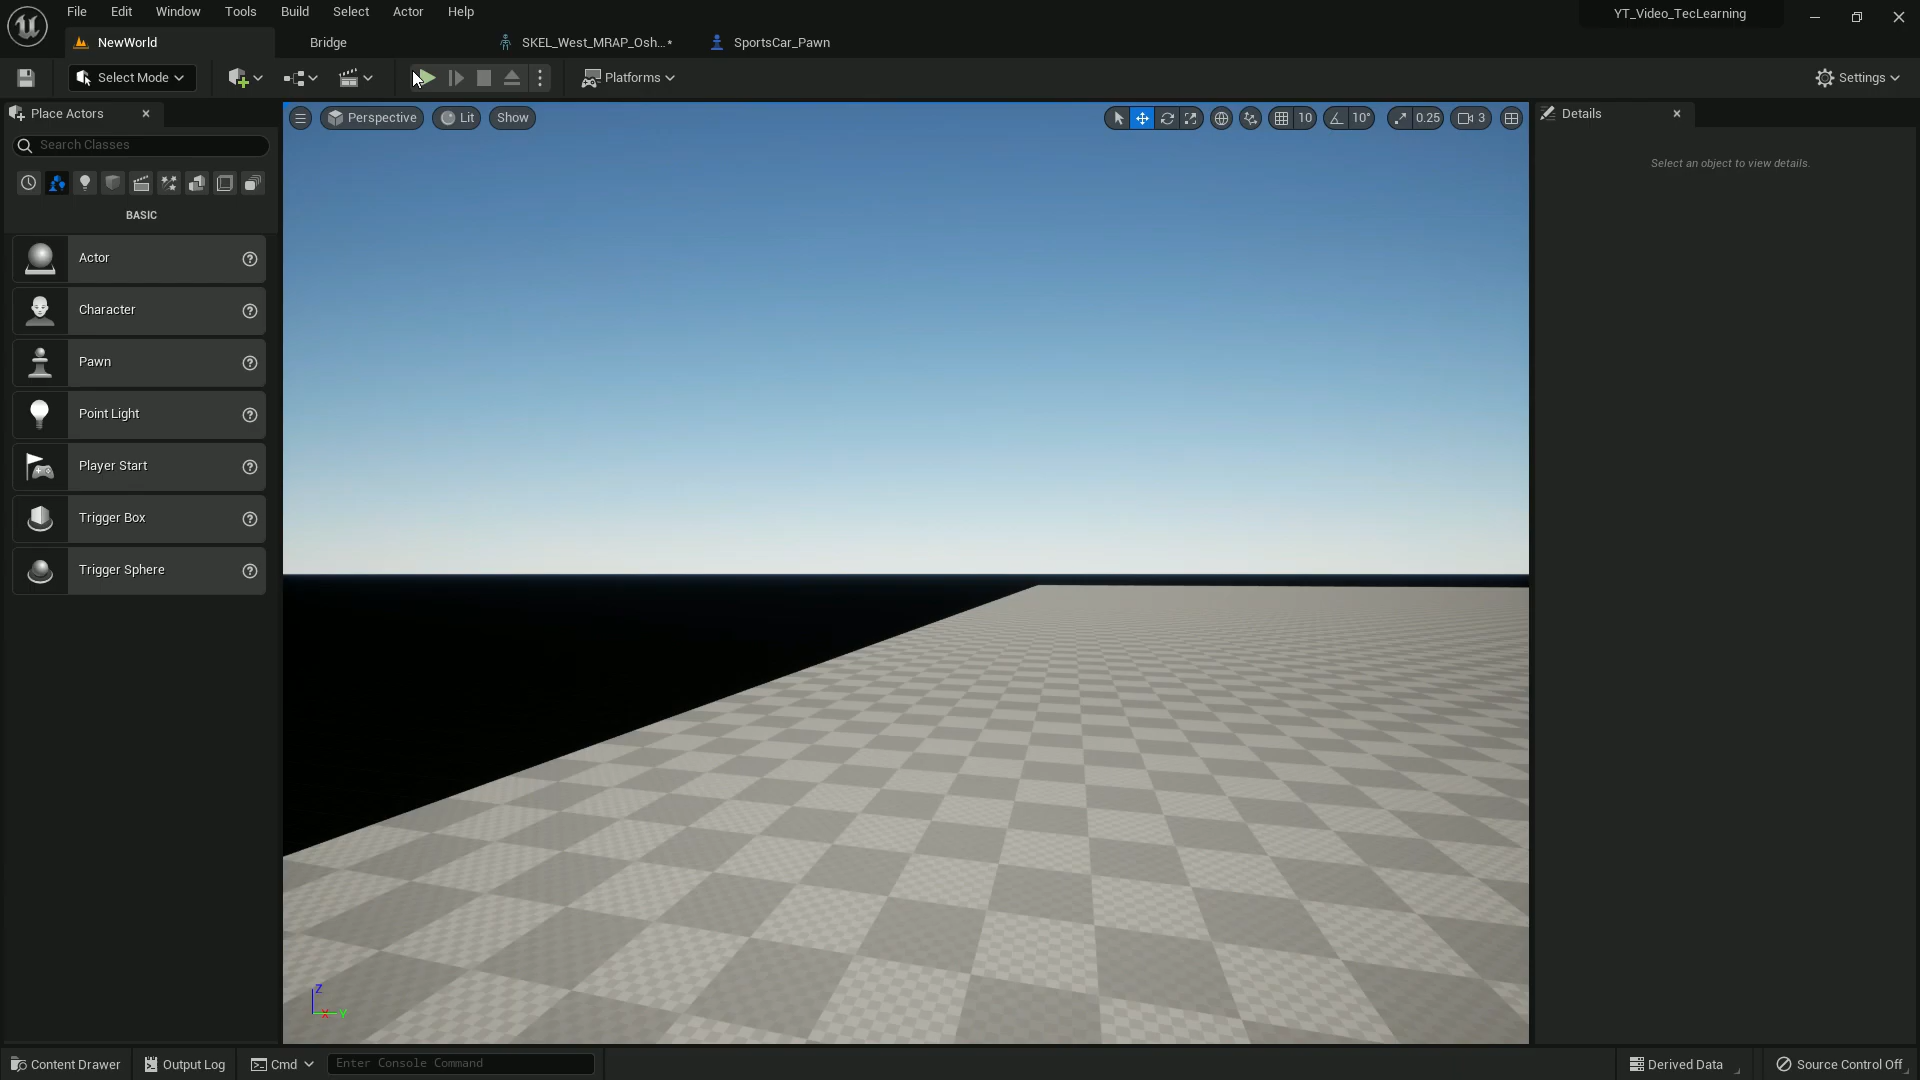 File Edit Window Tools Build Select Actor Help
YT_Video_TecLearning
NewWorld
Bridge
SKEL_West_MRAP_Osh...*
SportsCar_Pawn
Select Mode
Platforms
Settings
Place Actors
Perspective
Lit
Show
10
10°
0.25
3
Details
Search Classes
Select an object to view details.
BASIC
Actor
Character
Pawn
Point Light
Player Start
Trigger Box
Trigger Sphere
Z
X
Y
Content Drawer
Output Log
Cmd
Enter Console Command
Derived Data
Source Control Off